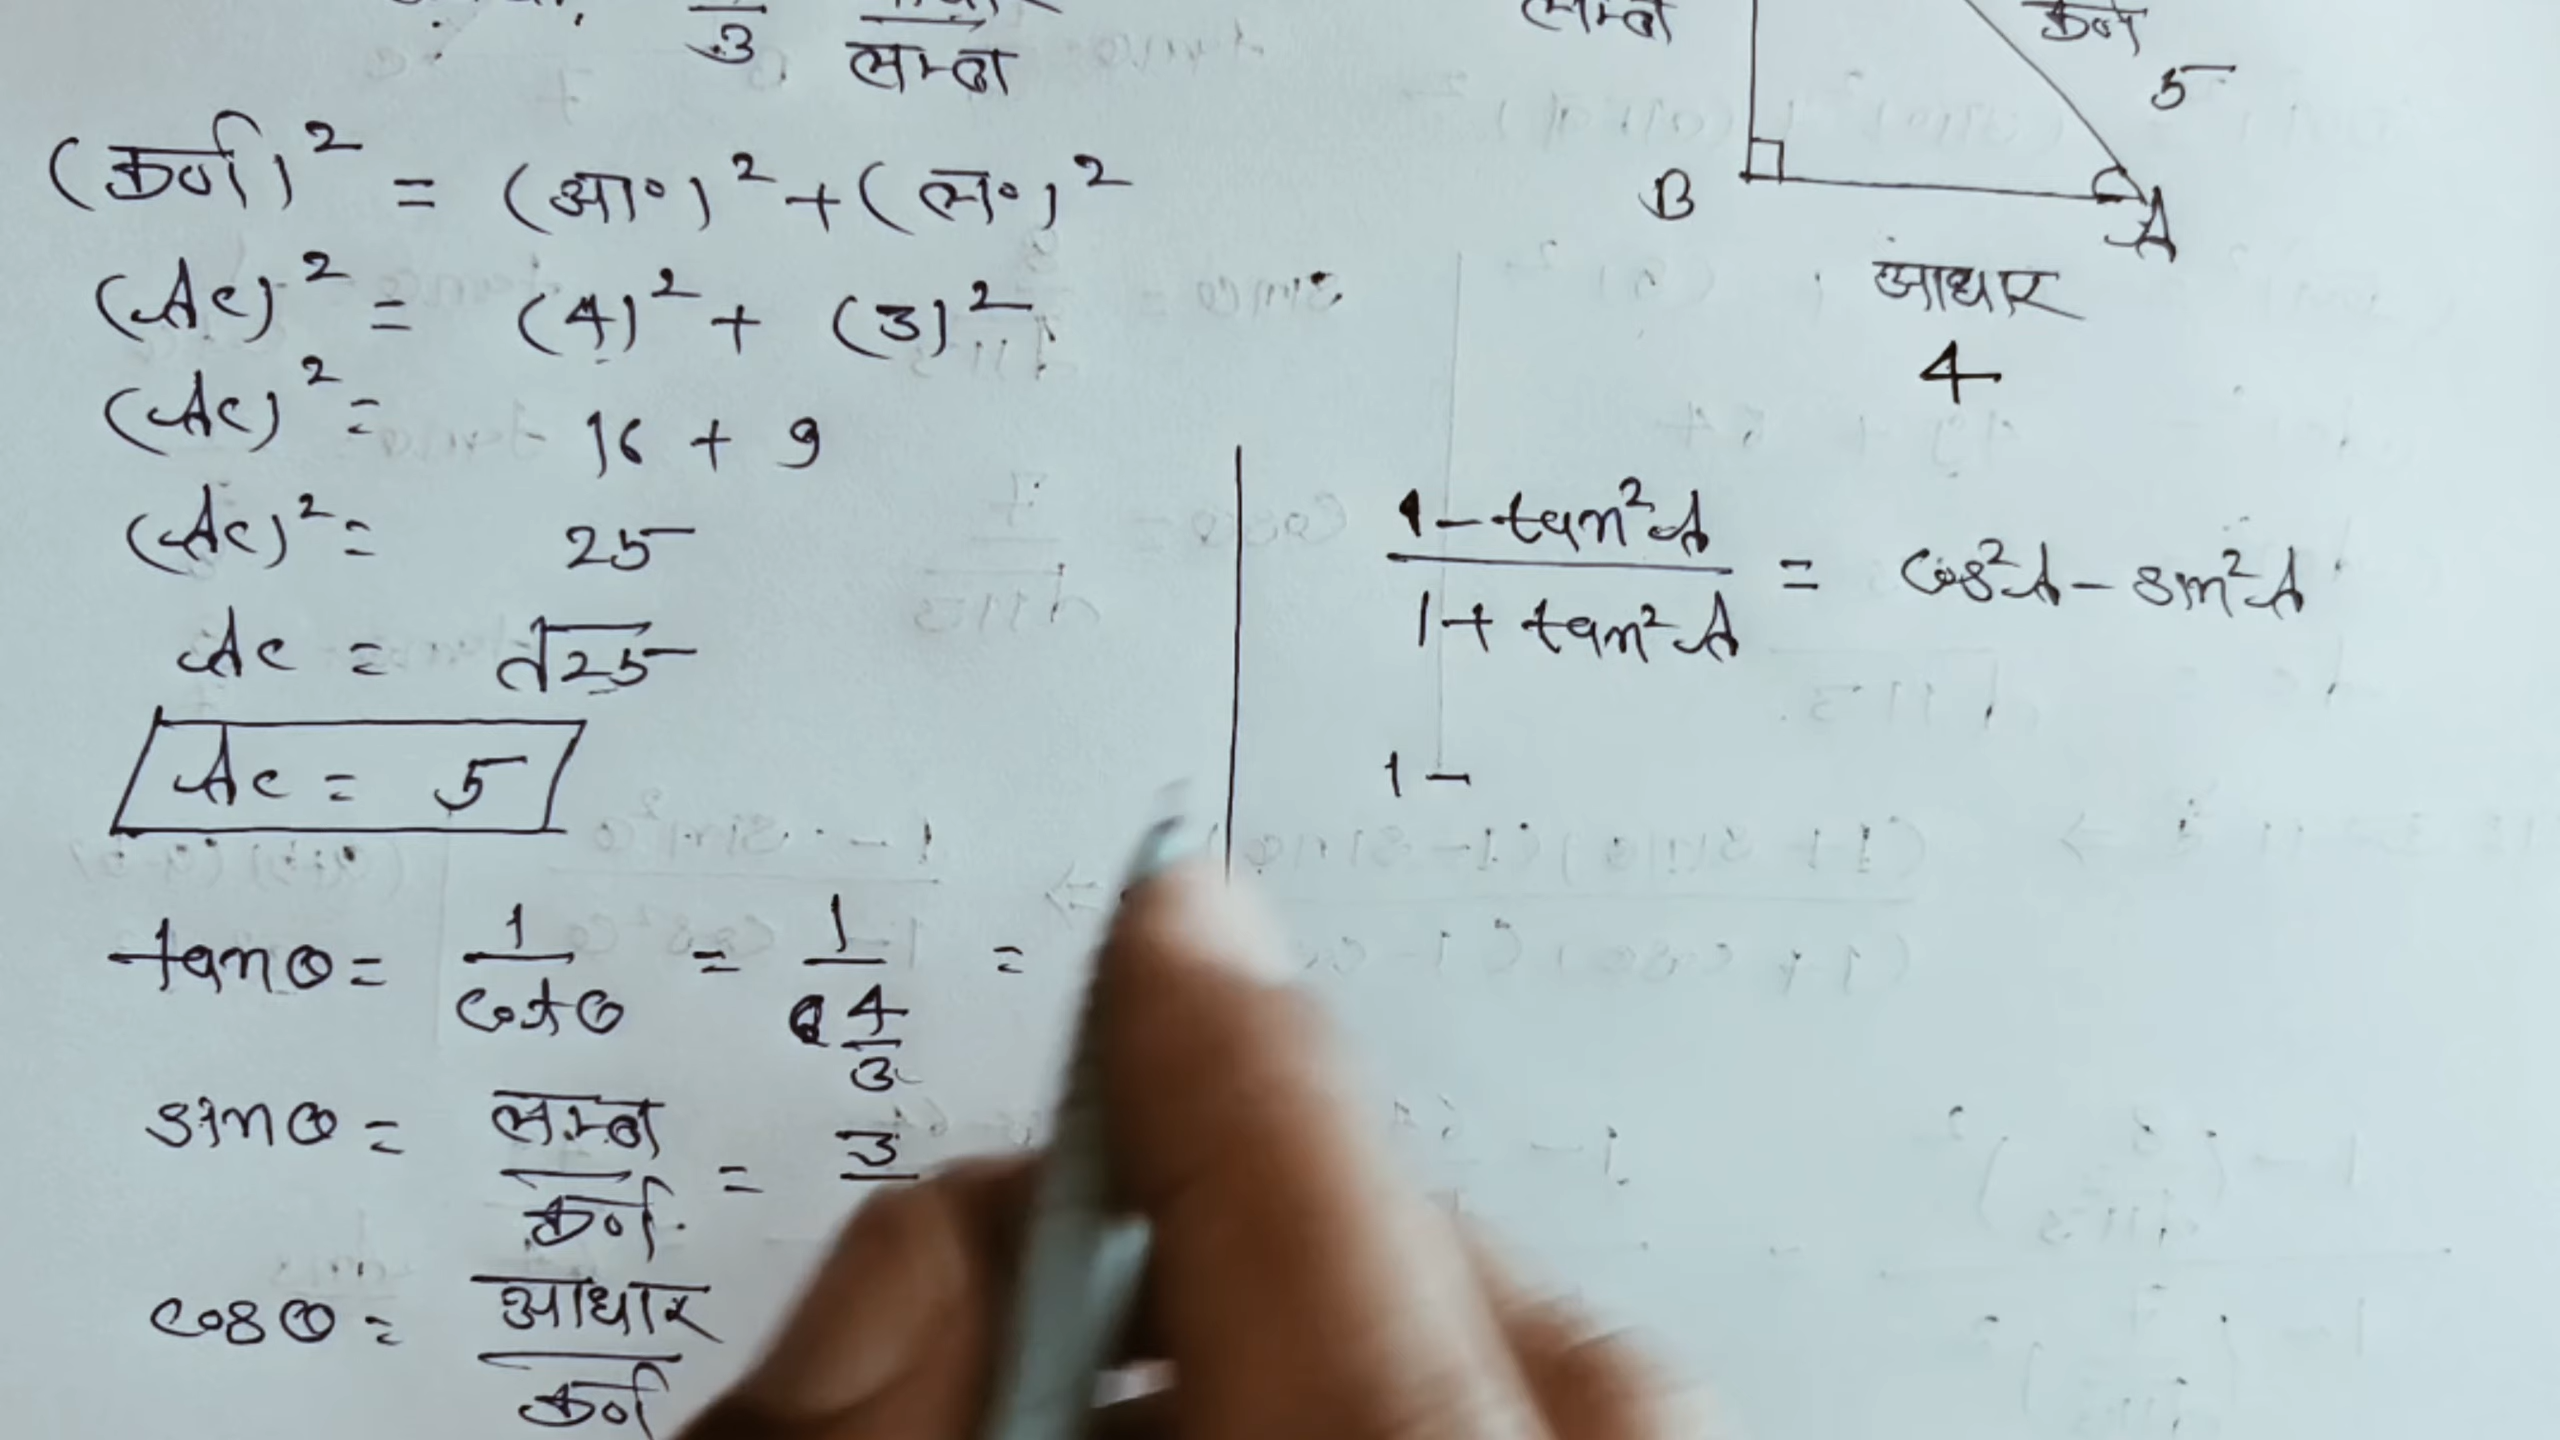 3 लम्ब
(कर्ण)² = (आ०)² + (ल०)²
(AC)² = (4)² + (3)²
(AC)² = 16 + 9
(AC)² = 25
AC = √25
AC = 5
tanθ = 1/cotθ = 1/(4/3) =
sinθ = लम्ब/कर्ण = 3
cosθ = आधार/कर्ण
लम्ब
कर्ण
5
B
A
आधार
4
(1 - tan²A)/(1 + tan²A) = cos²A - sin²A
1 -